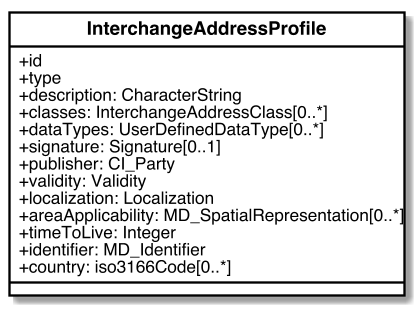 InterchangeAddressProfile
+id
+type
+description: CharacterString
+classes: InterchangeAddressClass[0..*]
+dataTypes: UserDefinedDataType[0..*]
+signature: Signature[0..1]
+publisher: CI_Party
+validity: Validity
+localization: Localization
+areaApplicability: MD_SpatialRepresentation[0..*]
+timeToLive: Integer
+identifier: MD_Identifier
+country: iso3166Code[0..*]